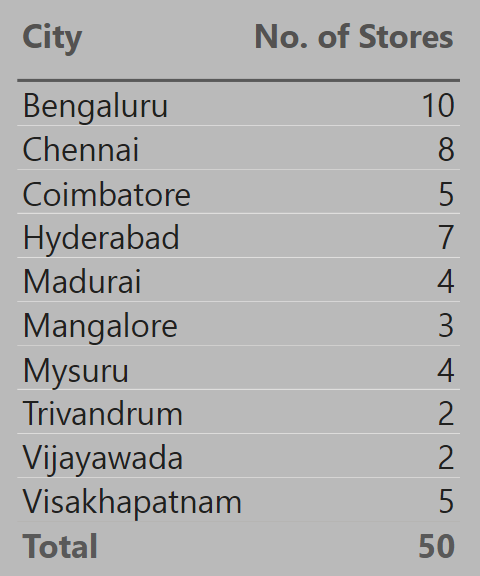 City No. of Stores
Bengaluru 10
Chennai 8
Coimbatore 5
Hyderabad 7
Madurai 4
Mangalore 3
Mysuru 4
Trivandrum 2
Vijayawada 2
Visakhapatnam 5
Total 50